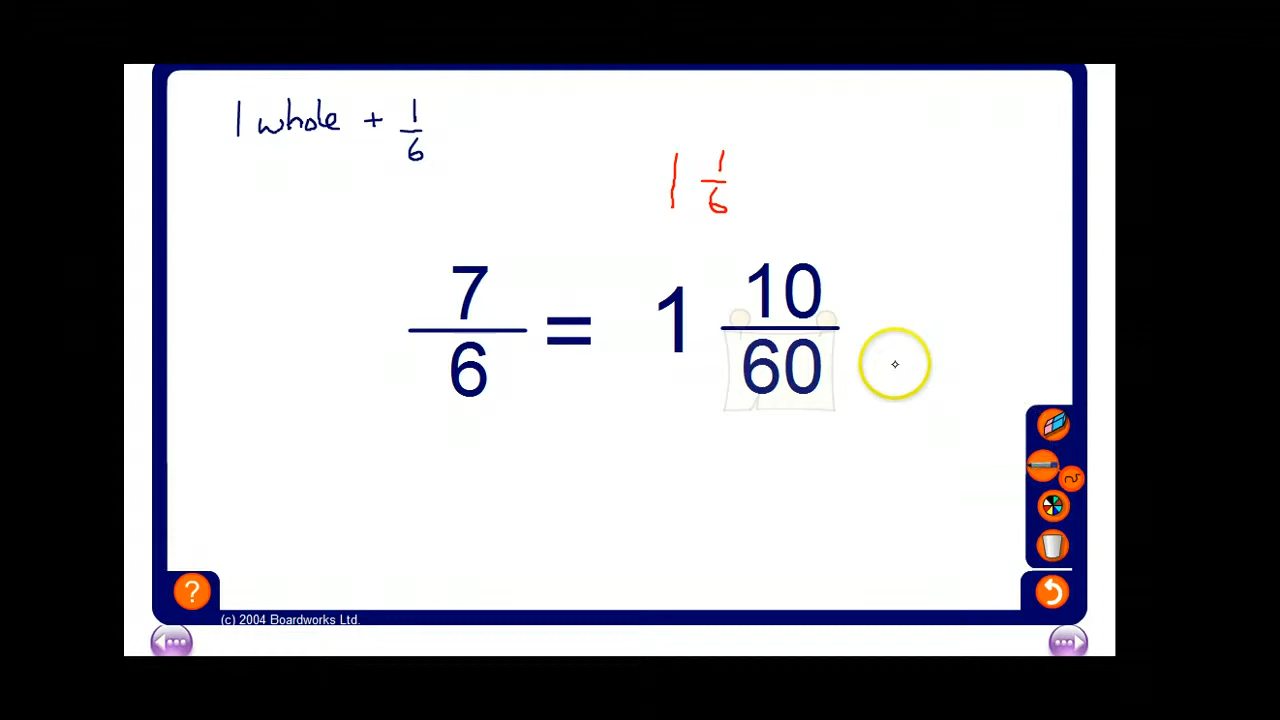 1 whole + 1/6
1 1/6
7/6 = 1 10/60
?
(c) 2004 Boardworks Ltd.